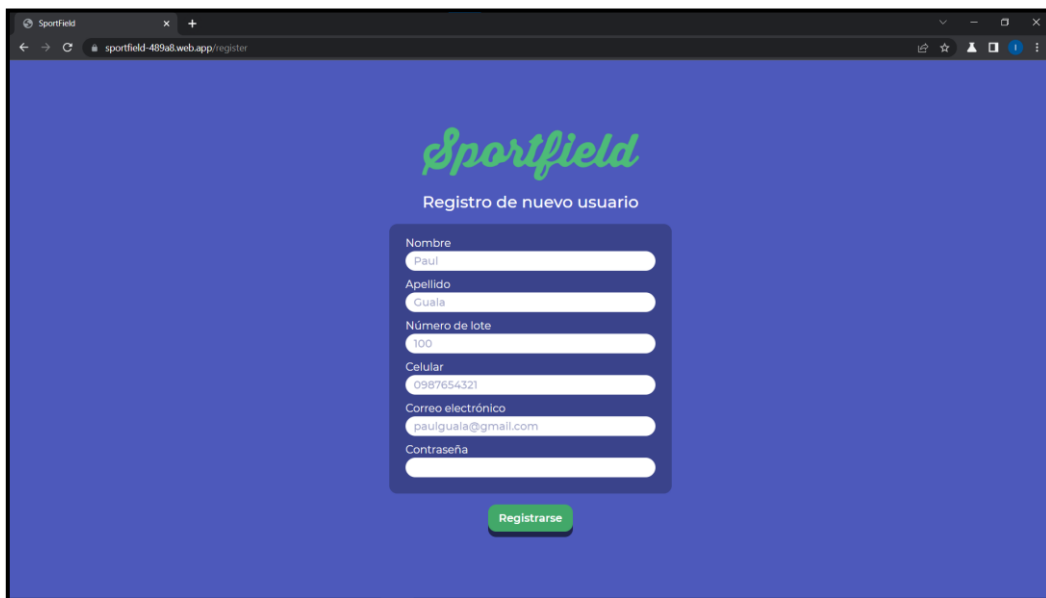 SportField
sportfield-489a8.web.app/register
I
Sportfield
Registro de nuevo usuario
Nombre
Paul
Apellido
Guala
Número de lote
100
Celular
0987654321
Correo electrónico
paulguala@gmail.com
Contraseña
Registrarse